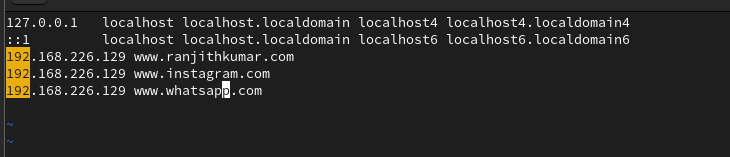 127.0.0.1   localhost localhost.localdomain localhost4 localhost4.localdomain4
::1         localhost localhost.localdomain localhost6 localhost6.localdomain6
192.168.226.129 www.ranjithkumar.com
192.168.226.129 www.instagram.com
192.168.226.129 www.whatsapp.com
~
~